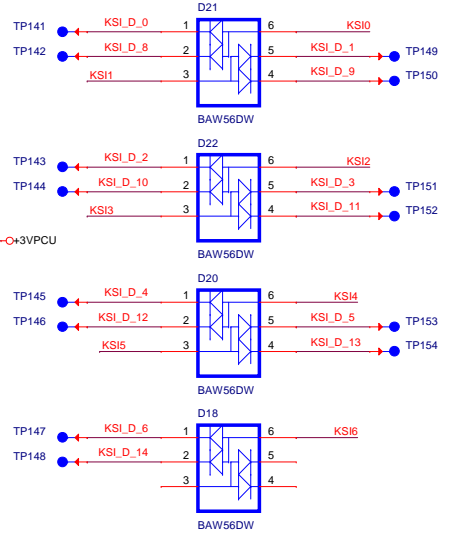 D21
TP141 KSI_D_0 1 6 KSI0
TP142 KSI_D_8 2 5 KSI_D_1 TP149
KSI1 3 4 KSI_D_9 TP150
BAW56DW
D22
TP143 KSI_D_2 1 6 KSI2
TP144 KSI_D_10 2 5 KSI_D_3 TP151
KSI3 3 4 KSI_D_11 TP152
+3VPCU
BAW56DW
D20
TP145 KSI_D_4 1 6 KSI4
TP146 KSI_D_12 2 5 KSI_D_5 TP153
KSI5 3 4 KSI_D_13 TP154
BAW56DW
D18
TP147 KSI_D_6 1 6 KSI6
TP148 KSI_D_14 2 5
3 4
BAW56DW